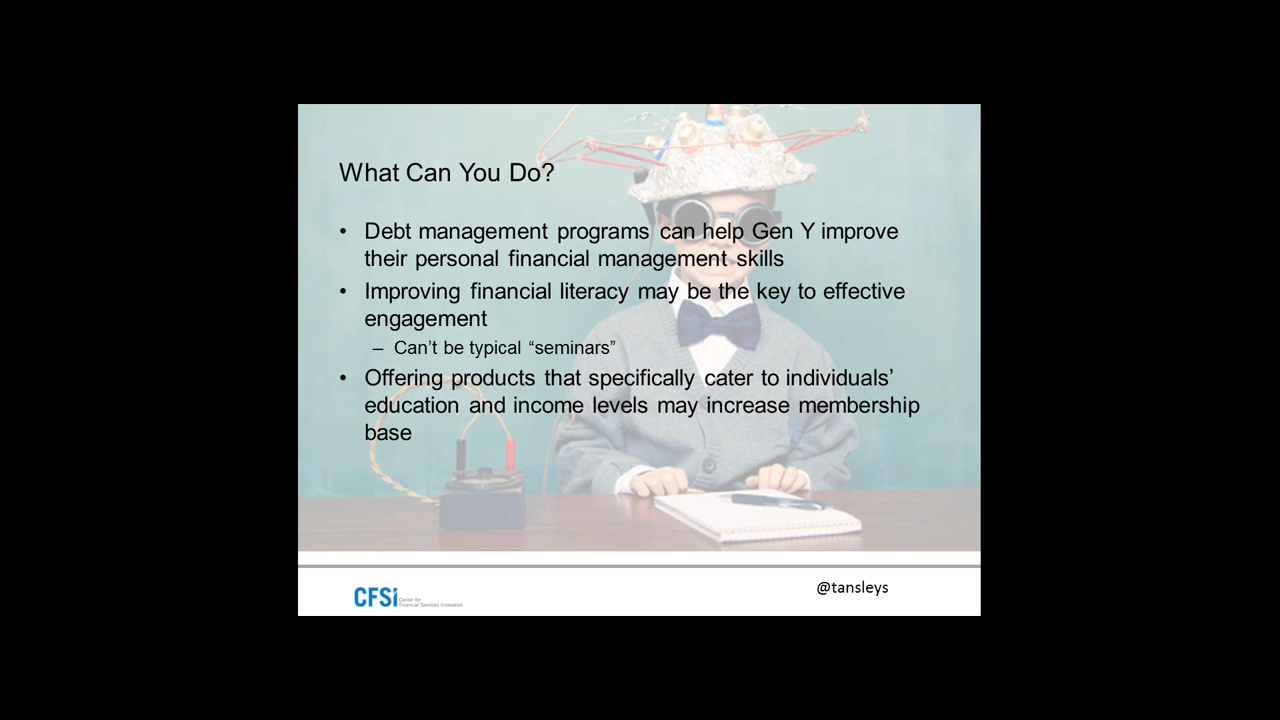 What Can You Do?
• Debt management programs can help Gen Y improve
their personal financial management skills
• Improving financial literacy may be the key to effective
engagement
– Can’t be typical “seminars”
• Offering products that specifically cater to individuals’
education and income levels may increase membership
base
@tansleys
CFSi
Center for
Financial Services Innovation